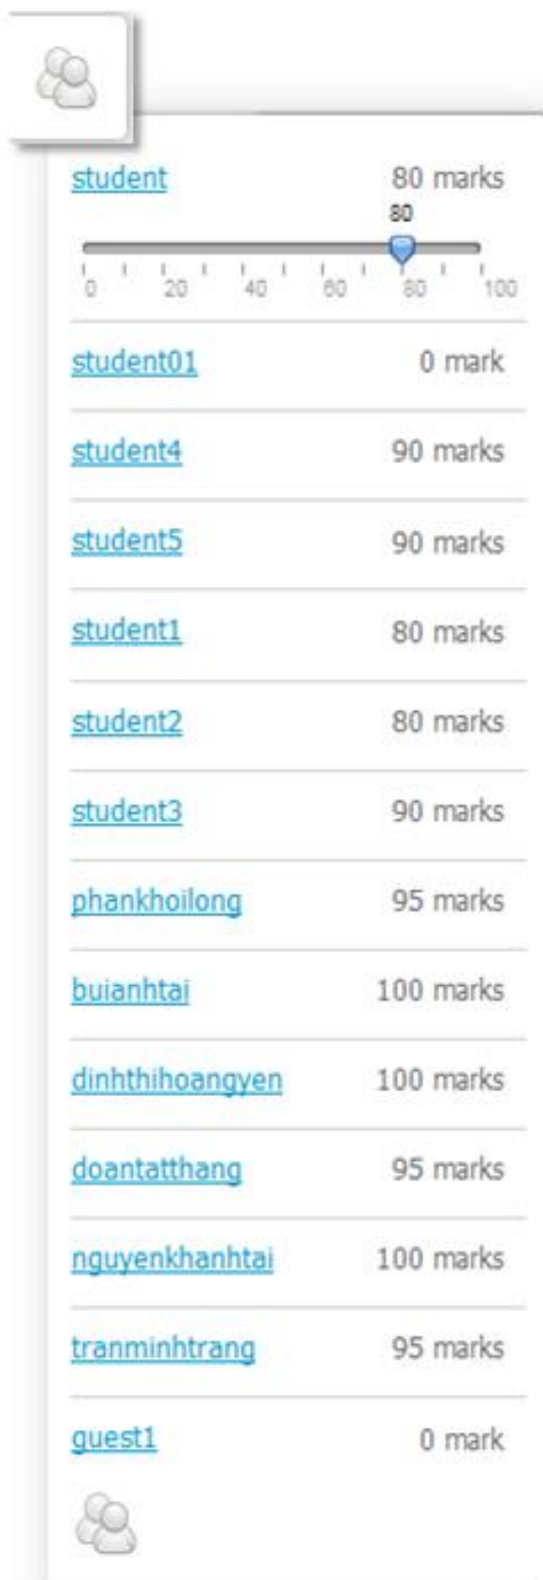 student 80 marks
80
0 20 40 60 80 100
student01 0 mark
student4 90 marks
student5 90 marks
student1 80 marks
student2 80 marks
student3 90 marks
phankhoilong 95 marks
buianhtai 100 marks
dinhthihoangyen 100 marks
doantatthang 95 marks
nguyenkhanhtai 100 marks
tranminhtrang 95 marks
guest1 0 mark